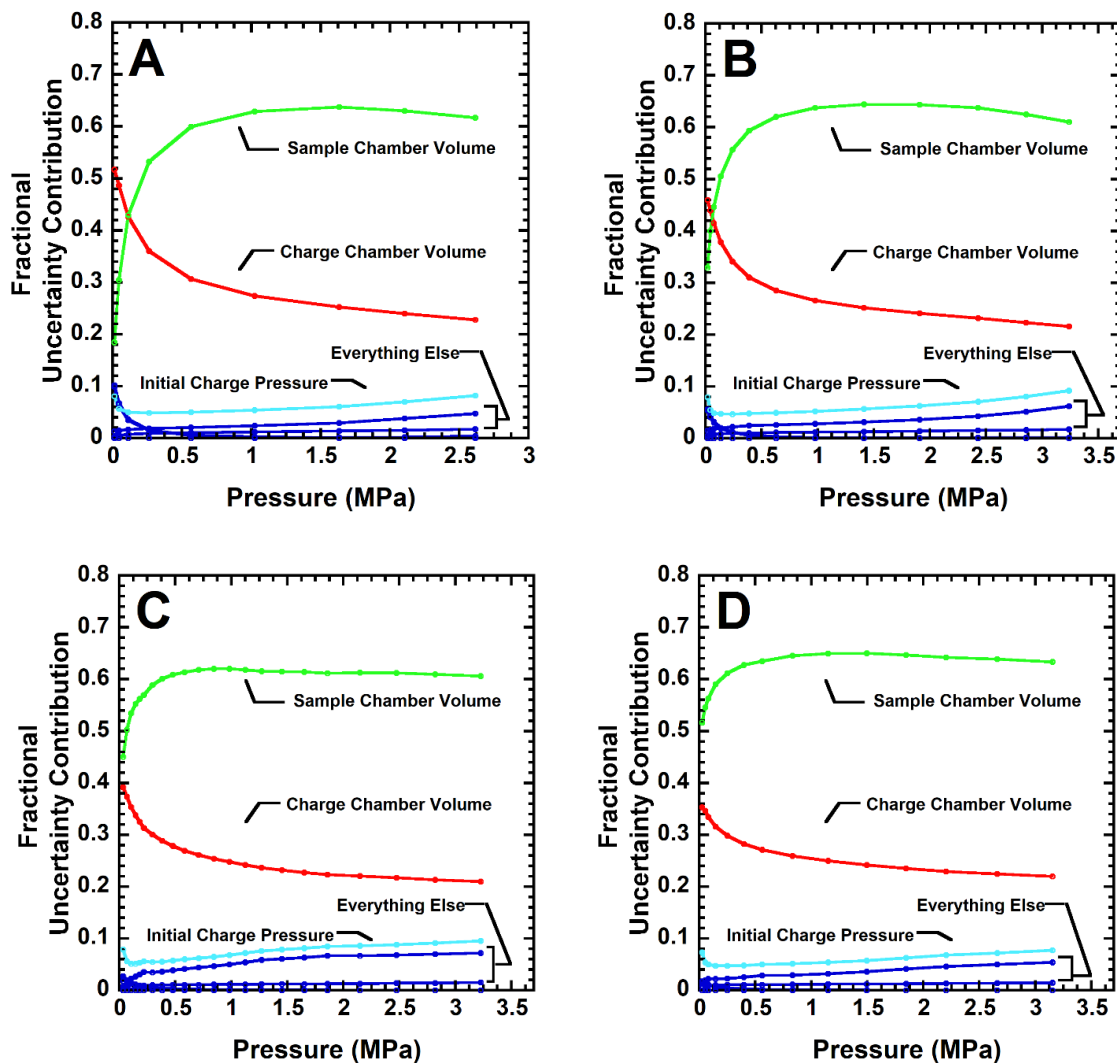 A
0.8
0.7
0.6
0.5
0.4
0.3
0.2
0.1
0
Fractional
Uncertainty Contribution
Sample Chamber Volume
Charge Chamber Volume
Everything Else
Initial Charge Pressure
0 0.5 1 1.5 2 2.5 3
Pressure (MPa)
B
0.8
0.7
0.6
0.5
0.4
0.3
0.2
0.1
0
Fractional
Uncertainty Contribution
Sample Chamber Volume
Charge Chamber Volume
Everything Else
Initial Charge Pressure
0 0.5 1 1.5 2 2.5 3 3.5
Pressure (MPa)
C
0.8
0.7
0.6
0.5
0.4
0.3
0.2
0.1
0
Fractional
Uncertainty Contribution
Sample Chamber Volume
Charge Chamber Volume
Everything Else
Initial Charge Pressure
0 0.5 1 1.5 2 2.5 3 3.5
Pressure (MPa)
D
0.8
0.7
0.6
0.5
0.4
0.3
0.2
0.1
0
Fractional
Uncertainty Contribution
Sample Chamber Volume
Charge Chamber Volume
Everything Else
Initial Charge Pressure
0 0.5 1 1.5 2 2.5 3 3.5
Pressure (MPa)